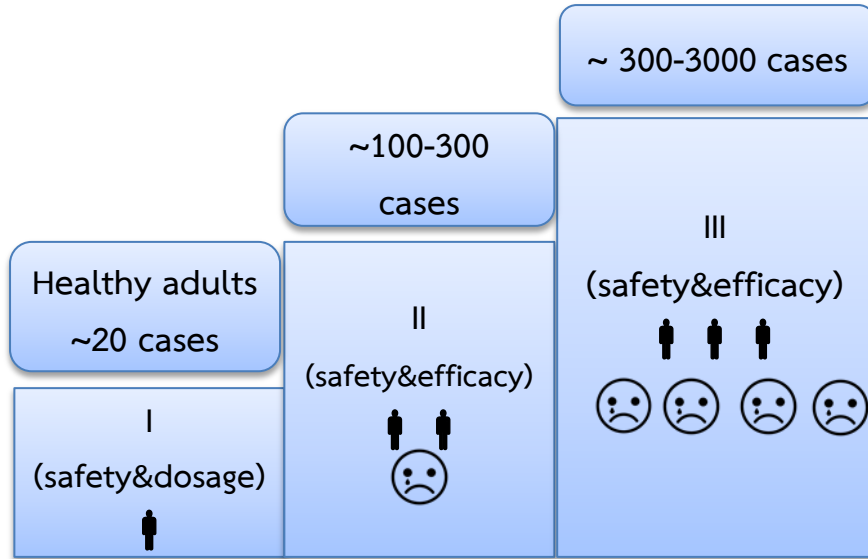 ~ 300-3000 cases
~100-300
cases
III
(safety&efficacy)
Healthy adults
~20 cases
II
(safety&efficacy)
I
(safety&dosage)